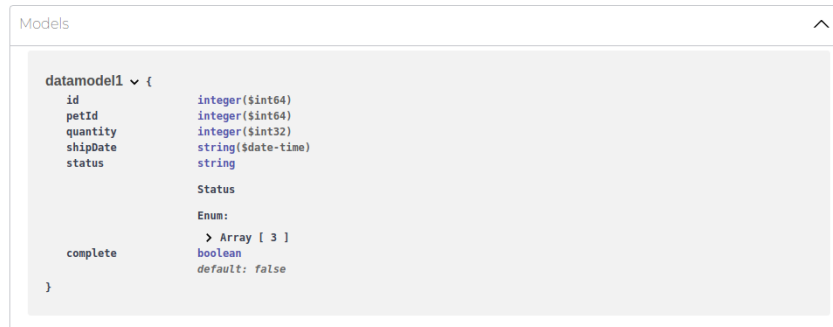 Models
datamodel1 {
id integer($int64)
petId integer($int64)
quantity integer($int32)
shipDate string($date-time)
status string
Status
Enum:
Array [ 3 ]
complete boolean
default: false
}